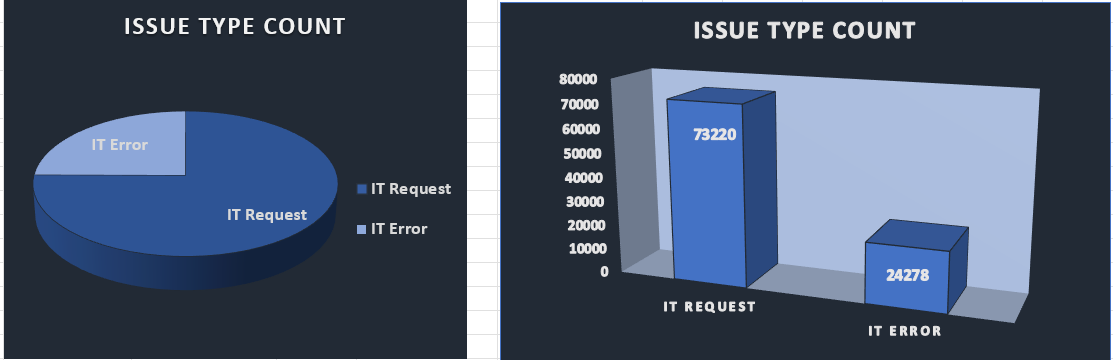 ISSUE TYPE COUNT
IT Error
IT Request
IT Request
IT Error
ISSUE TYPE COUNT
80000
70000
60000
50000
40000
30000
20000
10000
0
73220
24278
IT REQUEST
IT ERROR